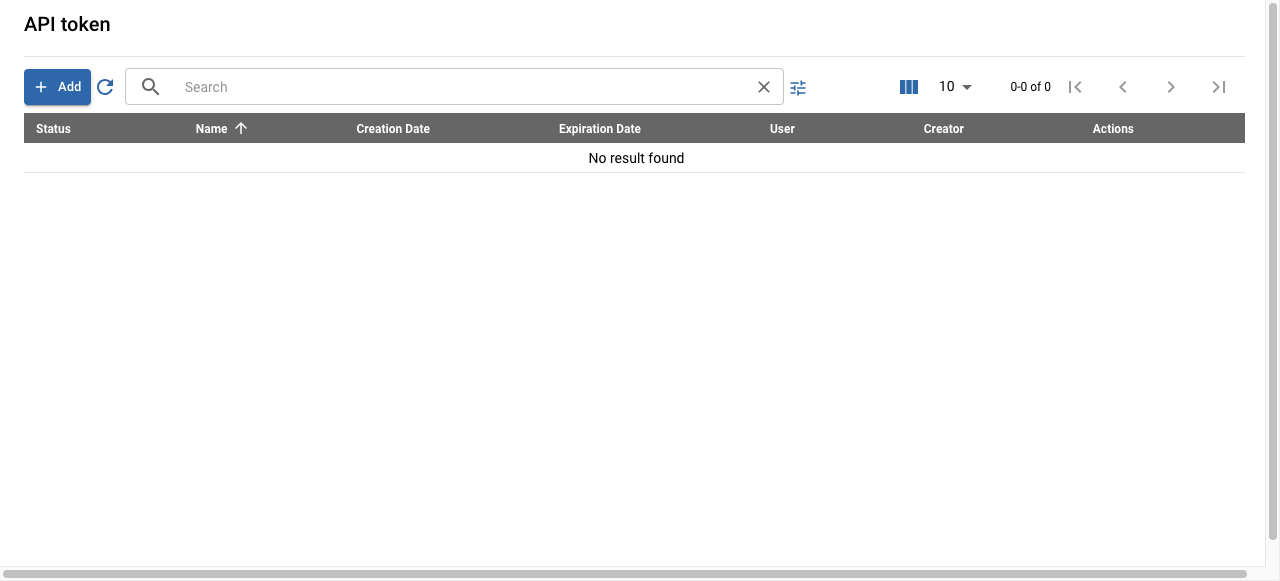 API token
Add
Search
10
0-0 of 0
Status
Name
Creation Date
Expiration Date
User
Creator
Actions
No result found